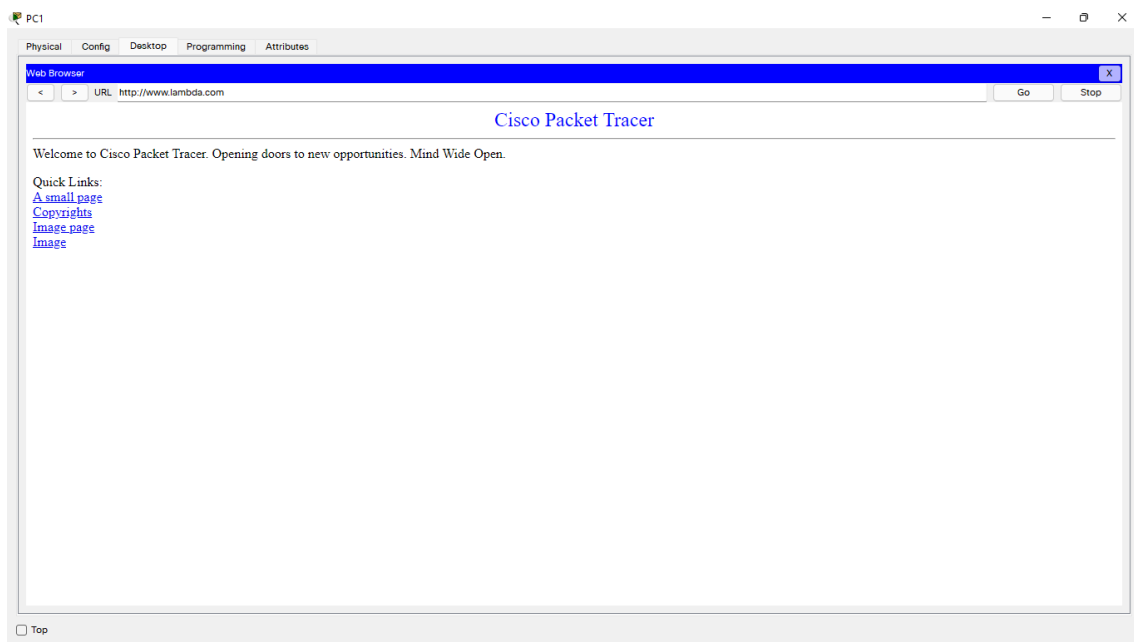 PC1
Physical Config Desktop Programming Attributes
Web Browser X
< > URL http://www.lambda.com Go Stop
Cisco Packet Tracer
Welcome to Cisco Packet Tracer. Opening doors to new opportunities. Mind Wide Open.
Quick Links:
A small page
Copyrights
Image page
Image
Top